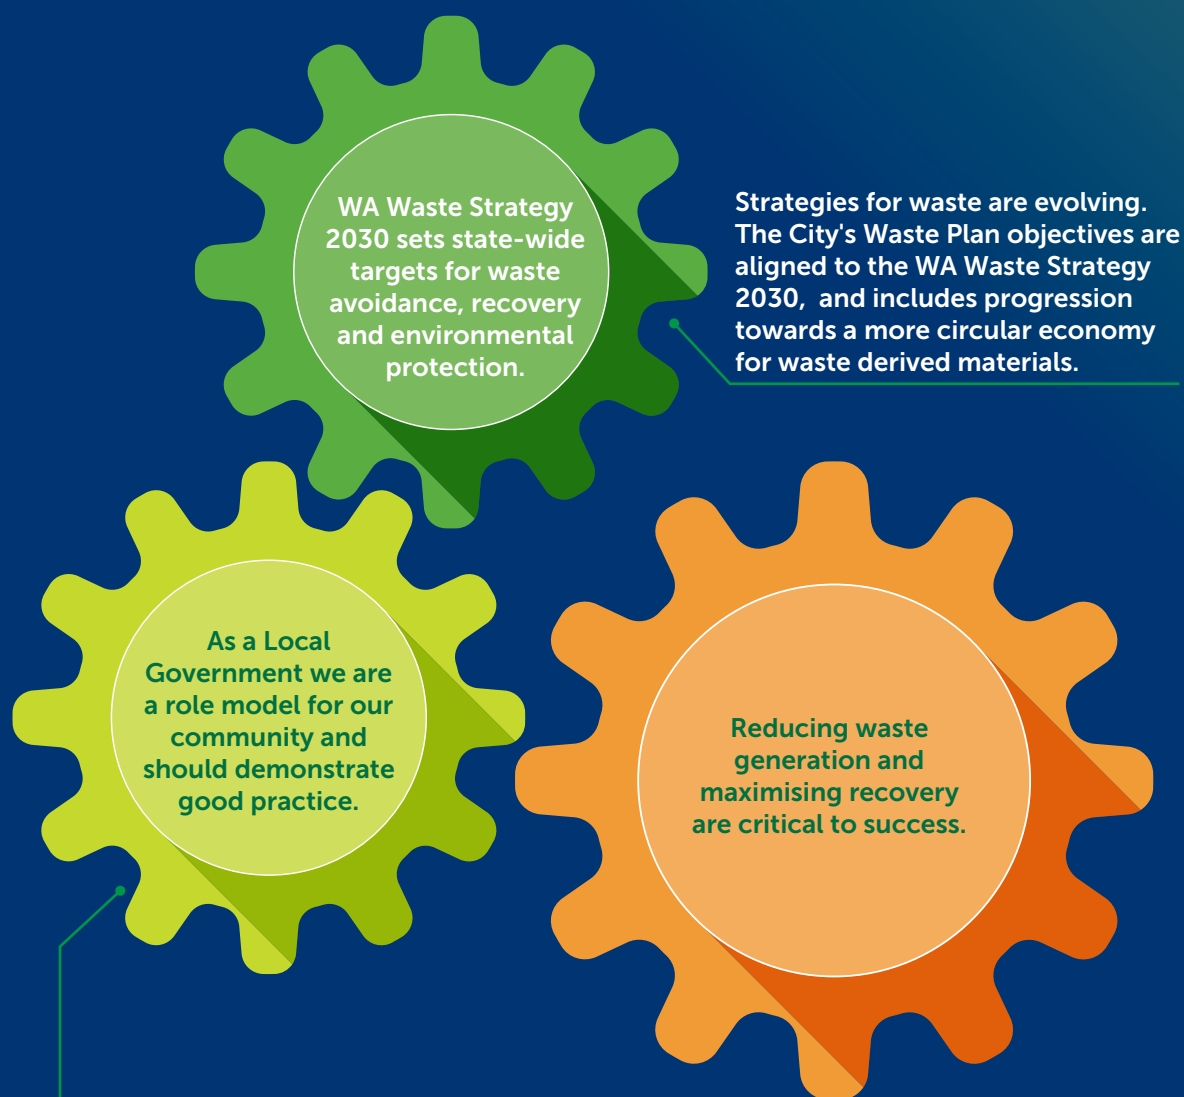 WA Waste Strategy
2030 sets state-wide
targets for waste
avoidance, recovery
and environmental
protection.
Strategies for waste are evolving.
The City's Waste Plan objectives are
aligned to the WA Waste Strategy
2030,  and includes progression
towards a more circular economy
for waste derived materials.
As a Local
Government we are
a role model for our
community and
should demonstrate
good practice.
Reducing waste
generation and
maximising recovery
are critical to success.